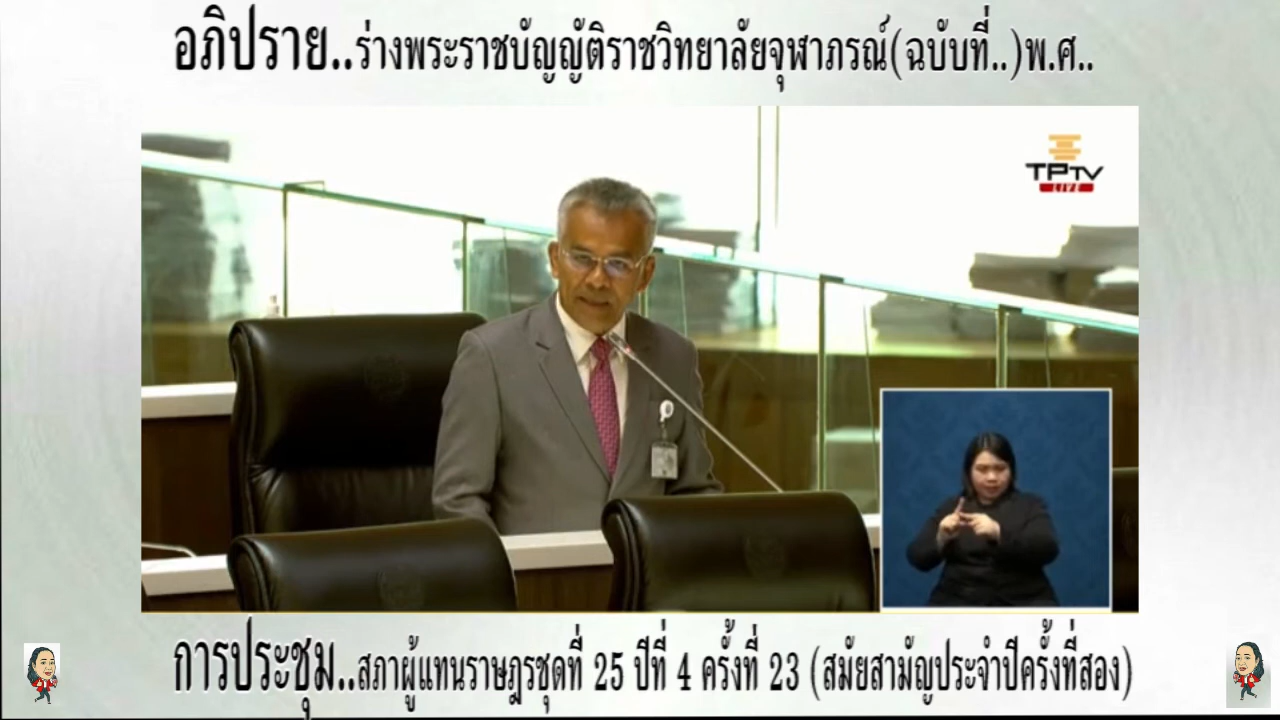 อภิปราย..ร่างพระราชบัญญัติราชวิทยาลัยจุฬาภรณ์(ฉบับที่..)พ.ศ..
TPTV
LIVE
การประชุม..สภาผู้แทนราษฎรชุดที่ 25 ปีที่ 4 ครั้งที่ 23 (สมัยสามัญประจำปีครั้งที่สอง)